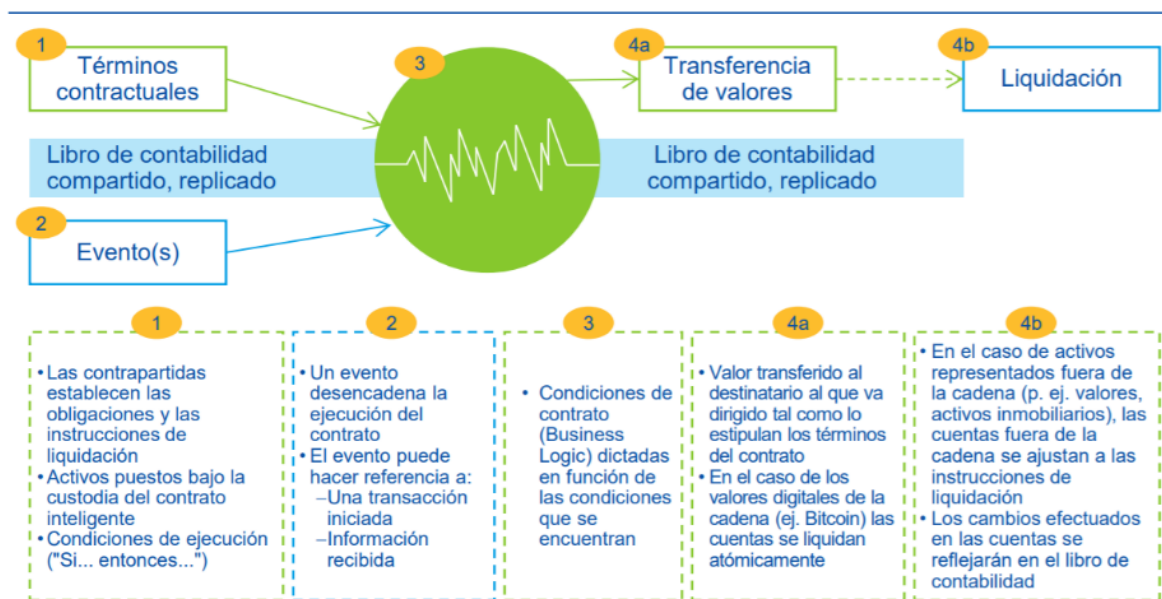 1
Términos
contractuales
3
4a
Transferencia
de valores
4b
Liquidación
Libro de contabilidad
compartido, replicado
Libro de contabilidad
compartido, replicado
2
Evento(s)
1
• Las contrapartidas
establecen las
obligaciones y las
instrucciones de
liquidación
• Activos puestos bajo la
custodia del contrato
inteligente
• Condiciones de ejecución
("Si... entonces...")
2
• Un evento
desencadena la
ejecución del
contrato
• El evento puede
hacer referencia a:
–Una transacción
iniciada
–Información
recibida
3
• Condiciones de
contrato
(Business
Logic) dictadas
en función de
las condiciones
que se
encuentran
4a
• Valor transferido al
destinatario al que va
dirigido tal como lo
estipulan los términos
del contrato
• En el caso de los
valores digitales de la
cadena (ej. Bitcoin) las
cuentas se liquidan
atómicamente
4b
• En el caso de activos
representados fuera de
la cadena (p. ej. valores,
activos inmobiliarios), las
cuentas fuera de la
cadena se ajustan a las
instrucciones de
liquidación
• Los cambios efectuados
en las cuentas se
reflejarán en el libro de
contabilidad